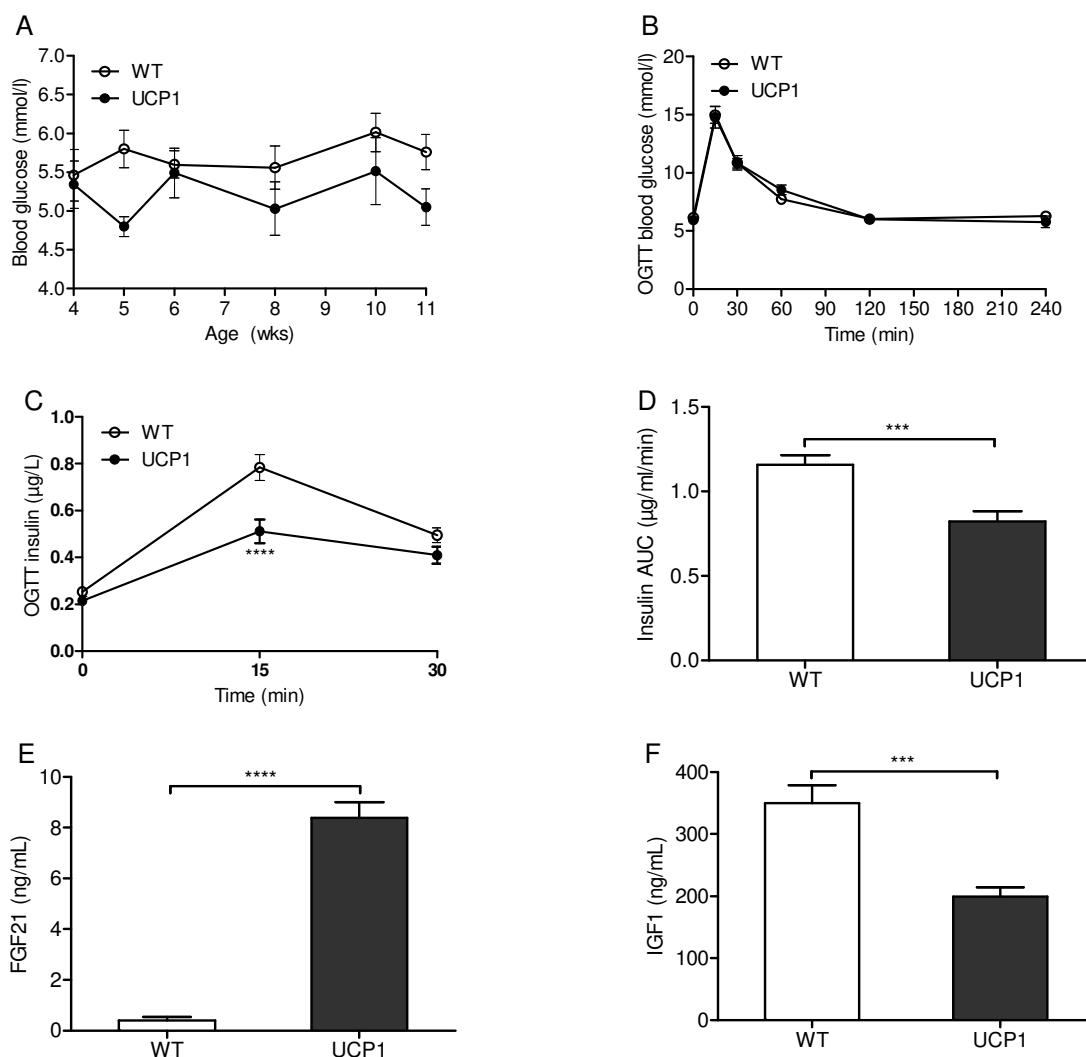 A
Blood glucose (mmol/l)
7.0
6.5
6.0
5.5
5.0
4.5
4.0
WT
UCP1
4 5 6 7 8 9 10 11
Age (wks)
B
OGTT blood glucose (mmol/l)
20
15
10
5
0
WT
UCP1
0 30 60 90 120 150 180 210 240
Time (min)
C
OGTT insulin (µg/L)
1.0
0.8
0.6
0.4
0.2
0.0
WT
UCP1
****
0 15 30
Time (min)
D
Insulin AUC (µg/ml/min)
1.5
1.0
0.5
0.0
***
WT UCP1
E
FGF21 (ng/mL)
10
8
6
4
2
0
****
WT UCP1
F
IGF1 (ng/mL)
400
300
200
100
0
***
WT UCP1